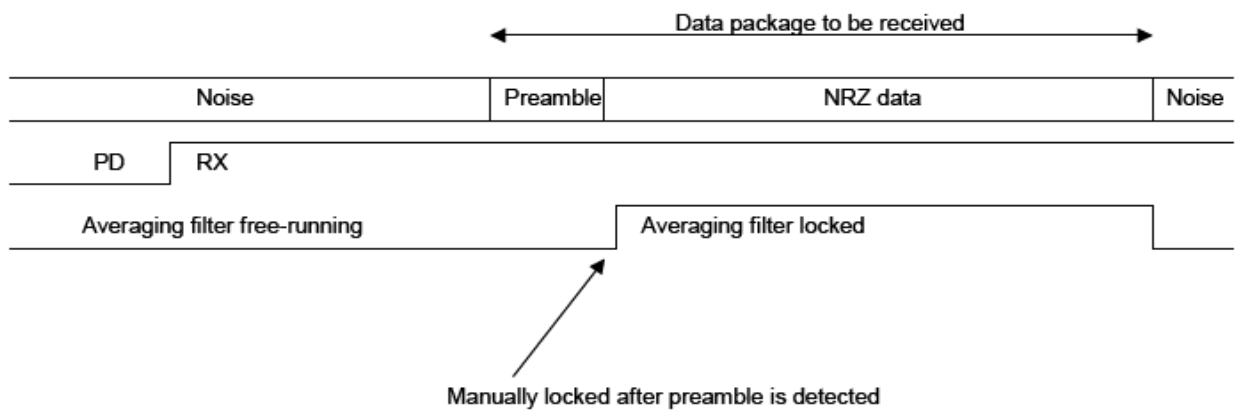 Data package to be received
Noise Preamble NRZ data Noise
PD RX
Averaging filter free-running Averaging filter locked
Manually locked after preamble is detected